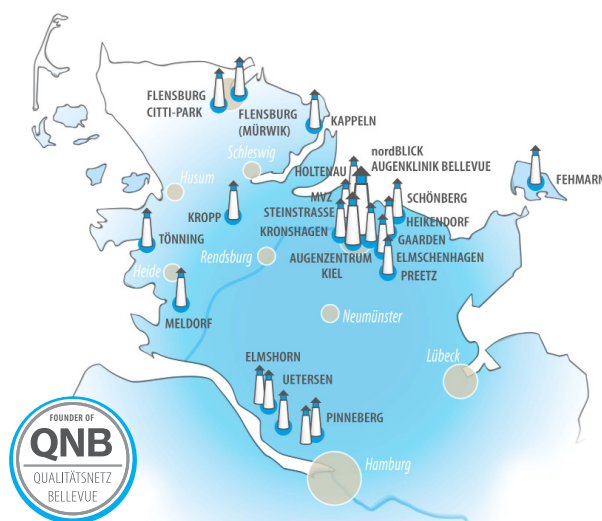 FLENSBURG
CITTI-PARK
FLENSBURG
(MÜRWIK)
KAPPELN
Schleswig
nordBLICK
AUGENKLINIK BELLEVUE
HOLTENAU
FEHMARN
Husum
MVZ
STEINSTRASSE
KRONSHAGEN
SCHÖNBERG
HEIKENDORF
GAARDEN
ELMSCHENHAGEN
PREETZ
KROPP
TÖNNING
Rendsburg
AUGENZENTRUM
KIEL
Heide
MELDORF
Neumünster
Lübeck
ELMSHORN
UETERSEN
PINNEBERG
Hamburg
FOUNDER OF
QNB
QUALITÄTSNETZ
BELLEVUE